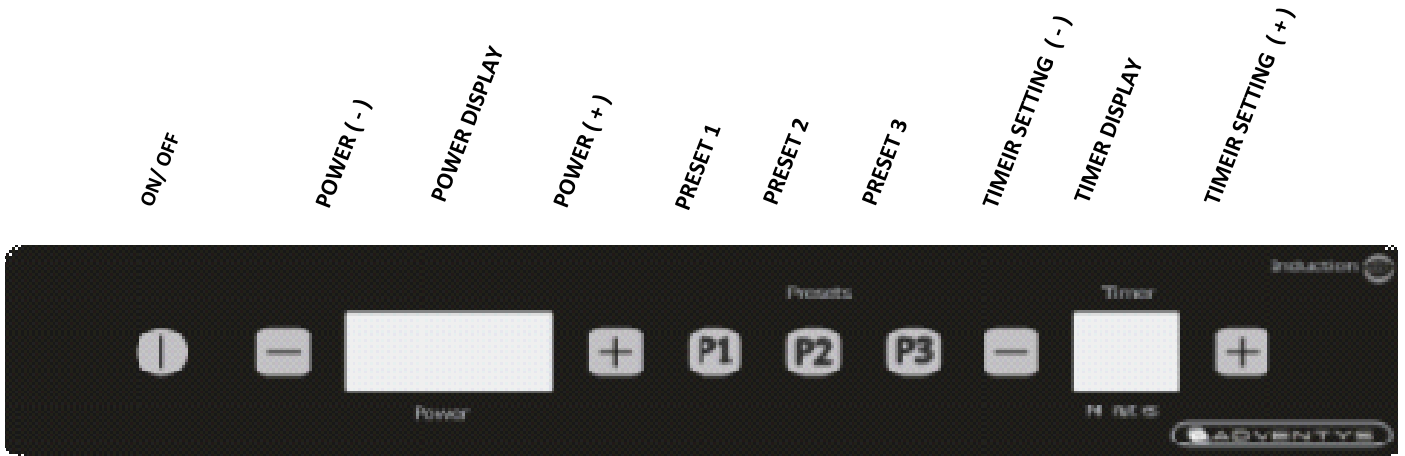 ON/ OFF
POWER ( - )
POWER DISPLAY
POWER ( + )
PRESET 1
PRESET 2
PRESET 3
TIMEIR SETTING ( - )
TIMER DISPLAY
TIMEIR SETTING ( + )
Induction
Presets
Timer
P1 P2 P3
Power
ADVENTYS